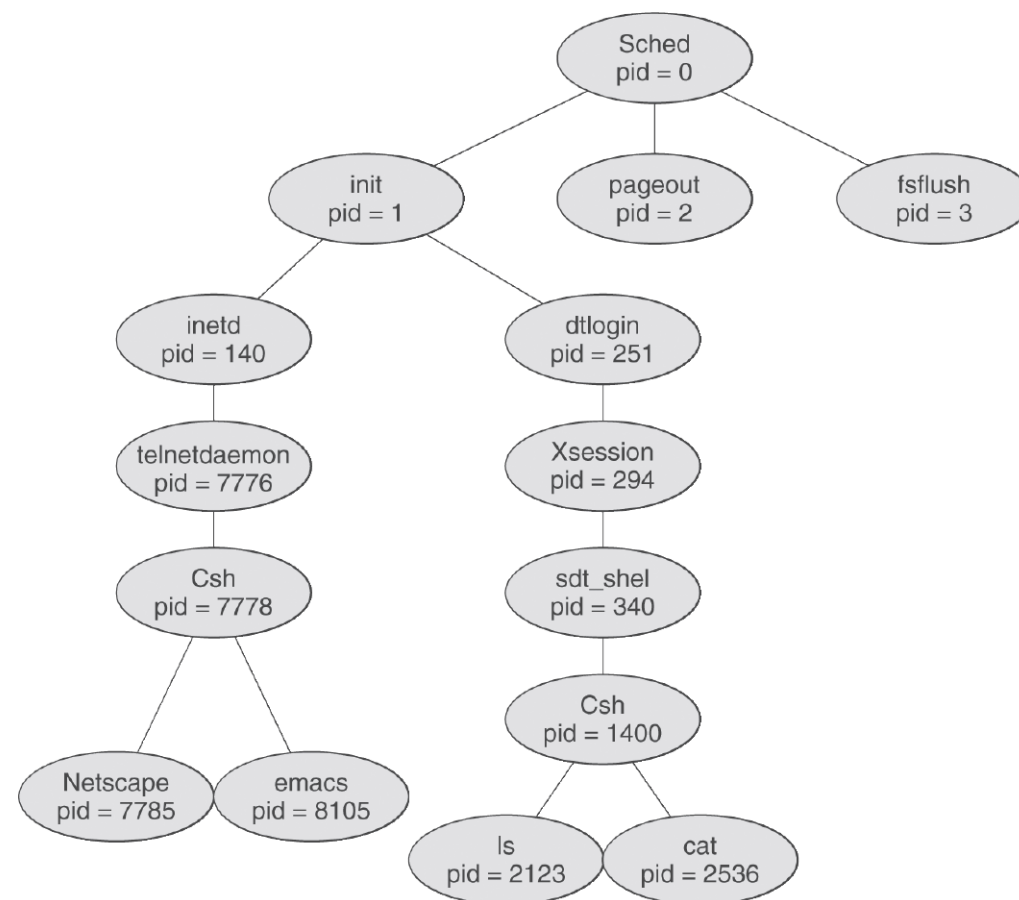 Sched
pid = 0
init
pid = 1
pageout
pid = 2
fsflush
pid = 3
inetd
pid = 140
dtlogin
pid = 251
telnetdaemon
pid = 7776
Xsession
pid = 294
Csh
pid = 7778
sdt_shel
pid = 340
Csh
pid = 1400
Netscape
pid = 7785
emacs
pid = 8105
ls
pid = 2123
cat
pid = 2536